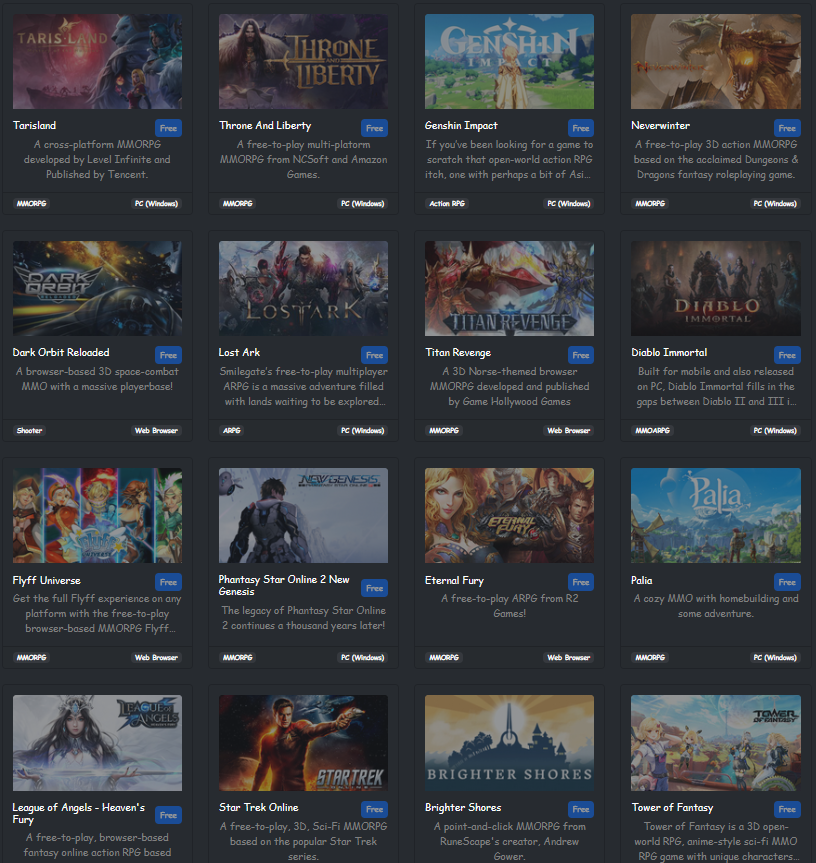 TARISLAND
THRONE
AND
LIBERTY
GENSHIN
IMPACT
Tarisland
Free
A cross-platform MMORPG
developed by Level Infinite and
Published by Tencent.
MMORPG
PC (Windows)
Throne And Liberty
Free
A free-to-play multi-platorm
MMORPG from NCSoft and Amazon
Games.
MMORPG
PC (Windows)
Genshin Impact
Free
If you've been looking for a game to
scratch that open-world action RPG
itch, one with perhaps a bit of Asi...
Action RPG
PC (Windows)
Neverwinter
Free
A free-to-play 3D action MMORPG
based on the acclaimed Dungeons &
Dragons fantasy roleplaying game.
MMORPG
PC (Windows)
DARK
ORBIT
RELOADED
LOST ARK
TITAN REVENGE
DIABLO
IMMORTAL
Dark Orbit Reloaded
Free
A browser-based 3D space-combat
MMO with a massive playerbase!
Shooter
Web Browser
Lost Ark
Free
Smilegate's free-to-play multiplayer
ARPG is a massive adventure filled
with lands waiting to be explored...
ARPG
PC (Windows)
Titan Revenge
Free
A 3D Norse-themed browser
MMORPG developed and published
by Game Hollywood Games
MMORPG
Web Browser
Diablo Immortal
Free
Built for mobile and also released
on PC, Diablo Immortal fills in the
gaps between Diablo II and III i...
MMOARPG
PC (Windows)
UNIVERSE
NEW GENESIS
ETERNAL
FURY
Palia
Flyff Universe
Free
Get the full Flyff experience on any
platform with the free-to-play
browser-based MMORPG Flyff...
MMORPG
Web Browser
Phantasy Star Online 2 New
Genesis
Free
The legacy of Phantasy Star Online
2 continues a thousand years later!
MMORPG
PC (Windows)
Eternal Fury
Free
A free-to-play ARPG from R2
Games!
MMORPG
Web Browser
Palia
Free
A cozy MMO with homebuilding and
some adventure.
MMORPG
PC (Windows)
LEAGUE OF
ANGELS
STAR TREK
BRIGHTER SHORES
TOWER OF
FANTASY
League of Angels - Heaven's
Fury
Free
A free-to-play, browser-based
fantasy online action RPG based
Star Trek Online
Free
A free-to-play, 3D, Sci-Fi MMORPG
based on the popular Star Trek
series.
Brighter Shores
Free
A point-and-click MMORPG from
RuneScape's creator, Andrew
Gower.
Tower of Fantasy
Free
Tower of Fantasy is a 3D open-
world RPG, anime-style sci-fi MMO
RPG game with unique characters...